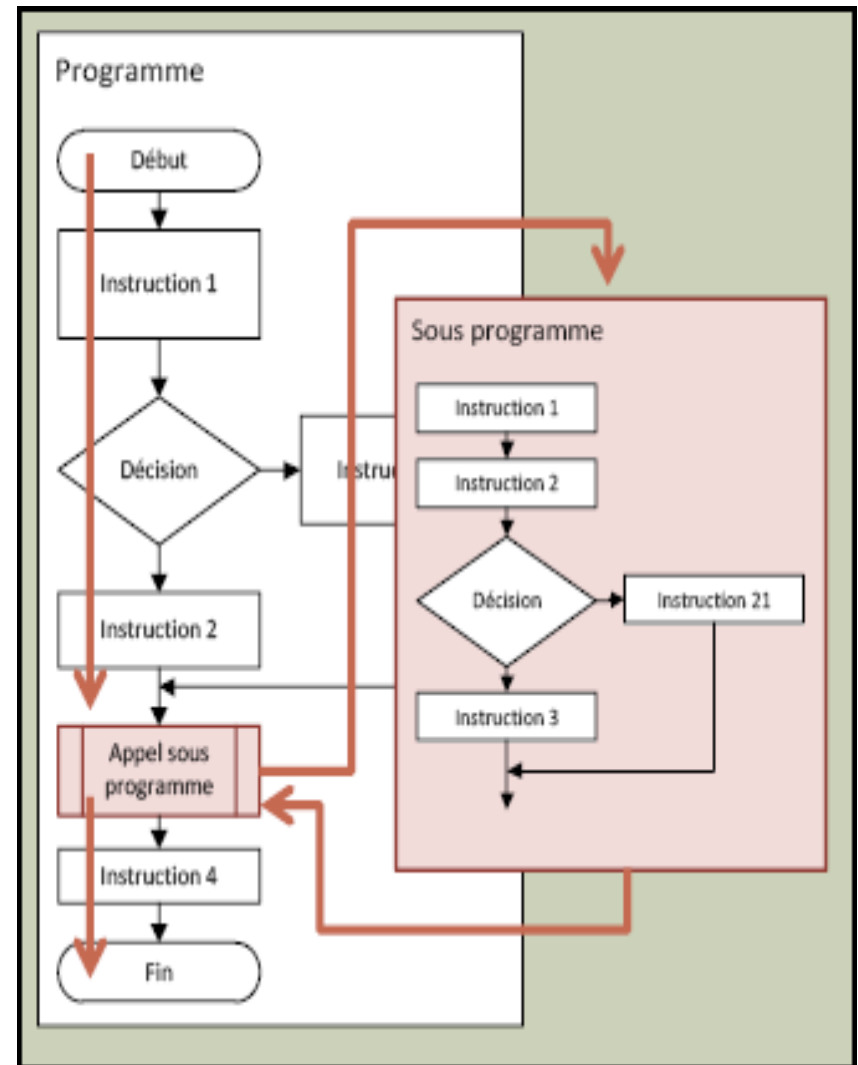 Programme
Début
Instruction 1
Décision
Instruction 2
Appel sous
programme
Instruction 4
Fin
Sous programme
Instruction 1
Instruction 2
Décision
Instruction 21
Instruction 3